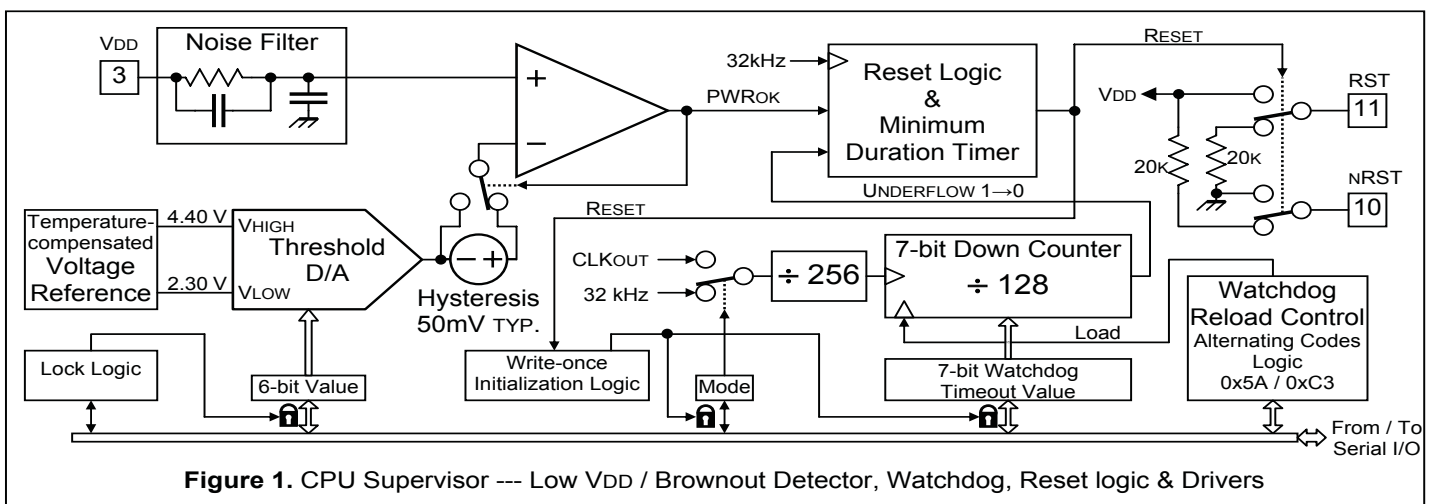 VDD
3
Noise Filter
+
−
PWROK
32kHz
Reset Logic
&
Minimum
Duration Timer
RESET
VDD
20K
20K
RST
11
NRST
10
UNDERFLOW 1→0
RESET
Temperature-
compensated
Voltage
Reference
4.40 V
2.30 V
VHIGH
VLOW
Threshold
D/A
− +
Hysteresis
50mV TYP.
CLKOUT
32 kHz
÷ 256
7-bit Down Counter
÷ 128
Load
Watchdog
Reload Control
Alternating Codes
Logic
0x5A / 0xC3
Lock Logic
6-bit Value
Write-once
Initialization Logic
Mode
7-bit Watchdog
Timeout Value
From / To
Serial I/O
Figure 1. CPU Supervisor --- Low VDD / Brownout Detector, Watchdog, Reset logic & Drivers